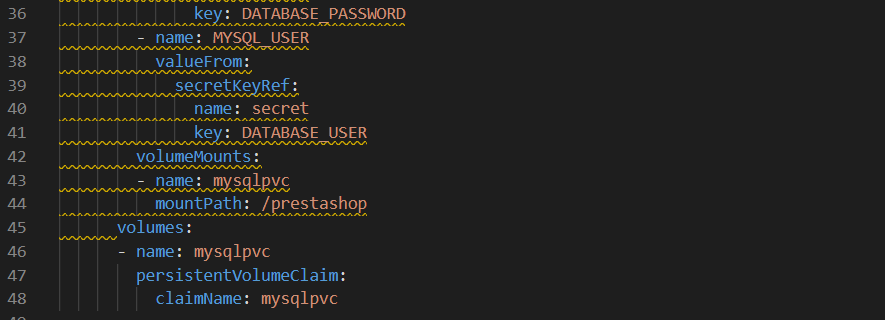 36 key: DATABASE_PASSWORD
37 - name: MYSQL_USER
38 valueFrom:
39 secretKeyRef:
40 name: secret
41 key: DATABASE_USER
42 volumeMounts:
43 - name: mysqlpvc
44 mountPath: /prestashop
45 volumes:
46 - name: mysqlpvc
47 persistentVolumeClaim:
48 claimName: mysqlpvc